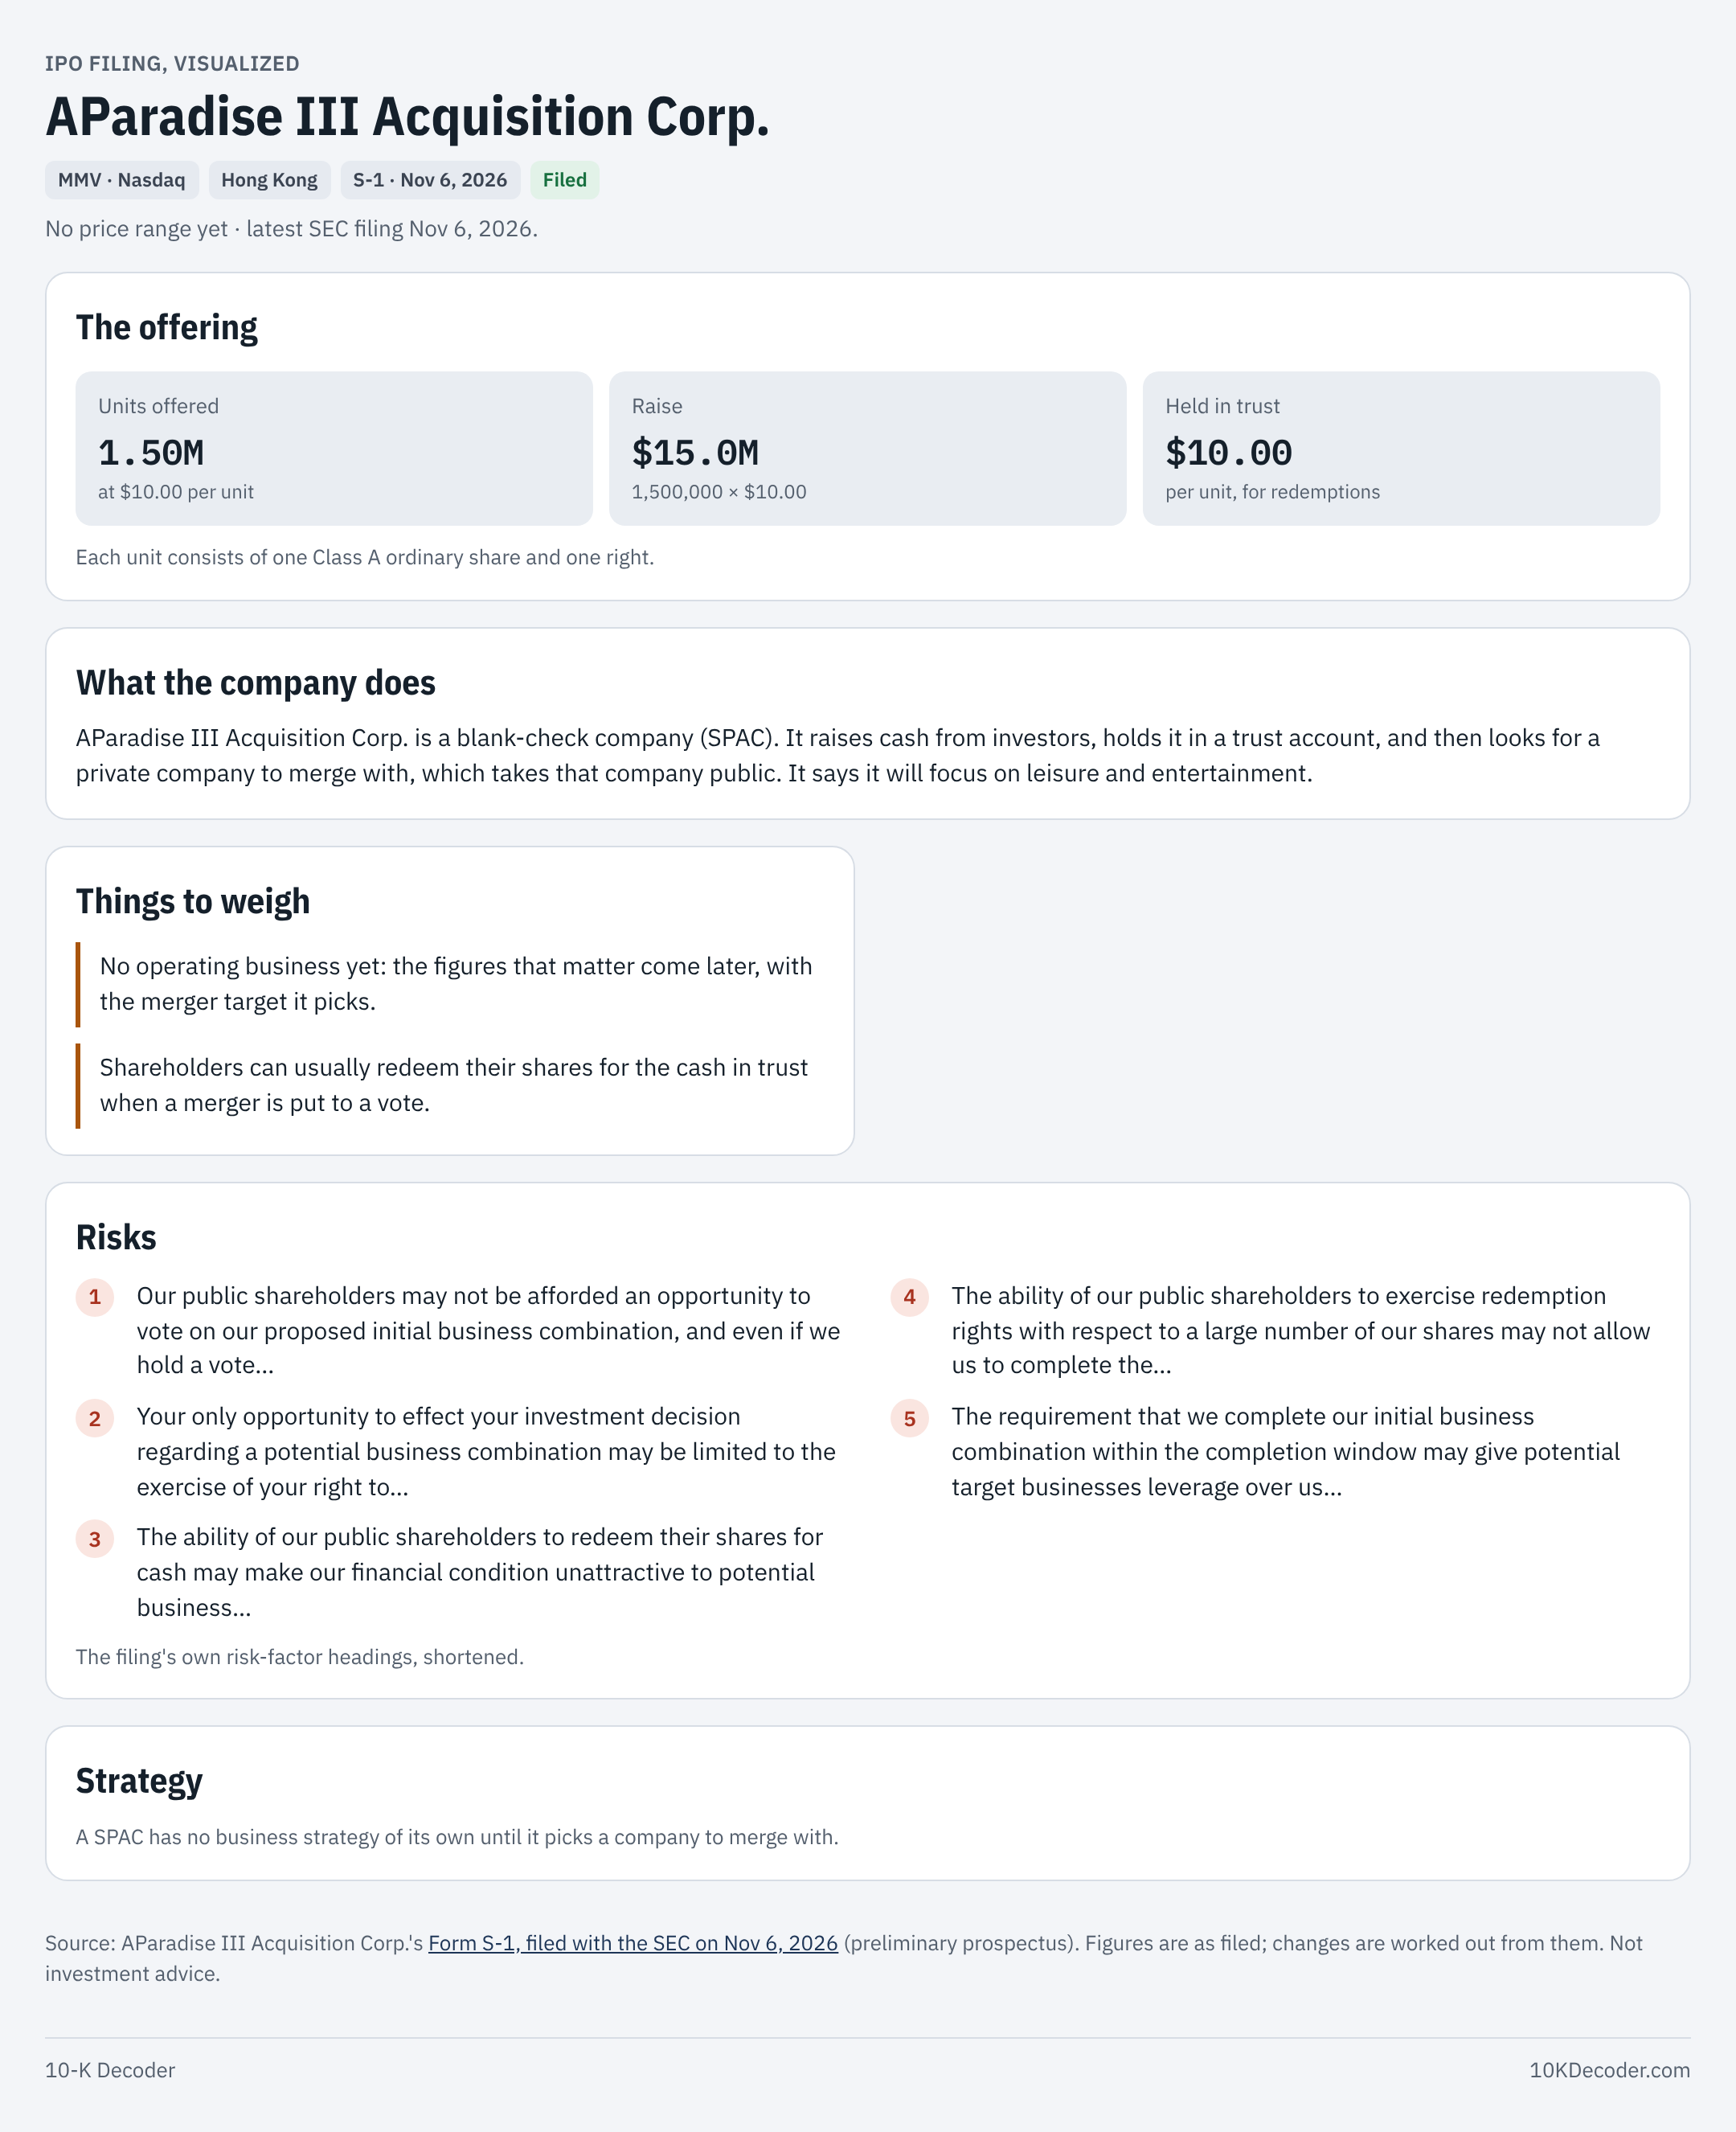 IPO FILING, VISUALIZED
AParadise III Acquisition Corp.
MMV · Nasdaq
Hong Kong
S-1 · Nov 6, 2026
Filed
No price range yet · latest SEC filing Nov 6, 2026.
The offering
Units offered
1.50M
at $10.00 per unit
Raise
$15.0M
1,500,000 × $10.00
Held in trust
$10.00
per unit, for redemptions
Each unit consists of one Class A ordinary share and one right.
What the company does
AParadise III Acquisition Corp. is a blank-check company (SPAC). It raises cash from investors, holds it in a trust account, and then looks for a
private company to merge with, which takes that company public. It says it will focus on leisure and entertainment.
Things to weigh
No operating business yet: the figures that matter come later, with
the merger target it picks.
Shareholders can usually redeem their shares for the cash in trust
when a merger is put to a vote.
Risks
1
Our public shareholders may not be afforded an opportunity to
vote on our proposed initial business combination, and even if we
hold a vote…
2
Your only opportunity to effect your investment decision
regarding a potential business combination may be limited to the
exercise of your right to…
3
The ability of our public shareholders to redeem their shares for
cash may make our financial condition unattractive to potential
business…
4
The ability of our public shareholders to exercise redemption
rights with respect to a large number of our shares may not allow
us to complete the…
5
The requirement that we complete our initial business
combination within the completion window may give potential
target businesses leverage over us…
The filing's own risk-factor headings, shortened.
Strategy
A SPAC has no business strategy of its own until it picks a company to merge with.
Source: AParadise III Acquisition Corp.'s Form S-1, filed with the SEC on Nov 6, 2026 (preliminary prospectus). Figures are as filed; changes are worked out from them. Not
investment advice.
10-K Decoder
10KDecoder.com